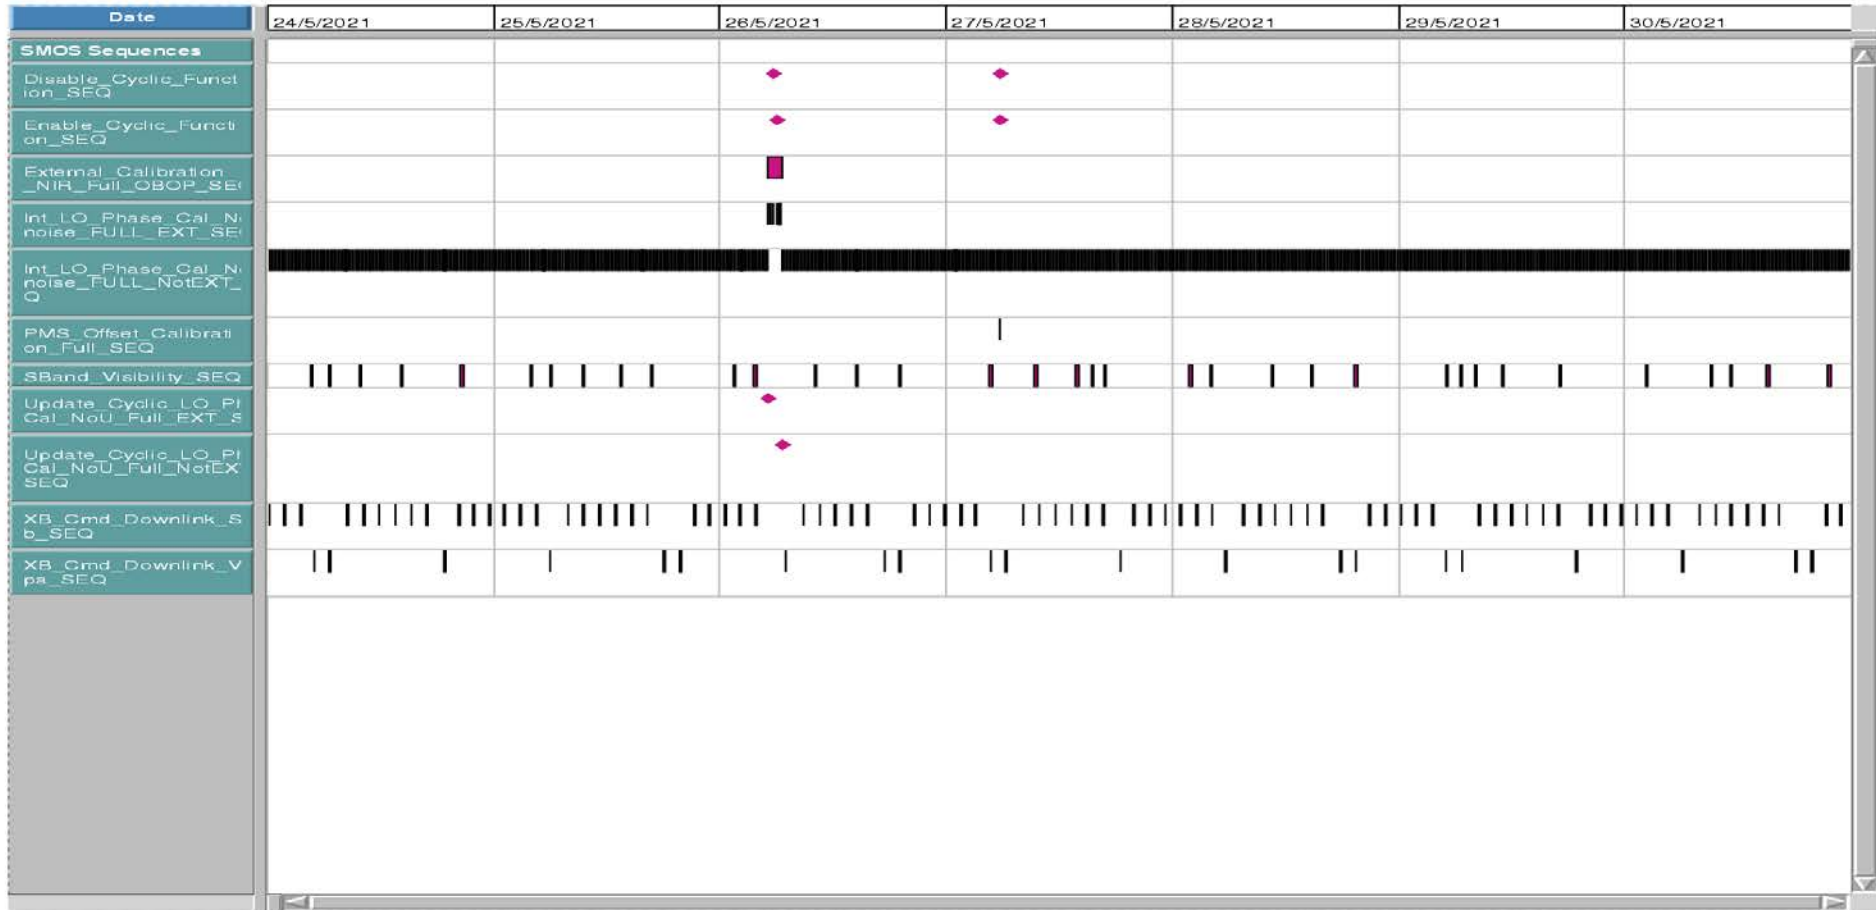 Date
24/5/2021 25/5/2021 26/5/2021 27/5/2021 28/5/2021 29/5/2021 30/5/2021
SMOS Sequences
Disable_Cyclic_Funct
ion_SEQ
Enable_Cyclic_Functi
on_SEQ
External_Calibration
_NIR_Full_OBOP_SE
Int_LO_Phase_Cal_N
noise_FULL_EXT_SE
Int_LO_Phase_Cal_N
noise_FULL_NotEXT_
Q
PMS_Offset_Calibrati
on_Full_SEQ
SBand_Visibility_SEQ
Update_Cyclic_LO_P
Cal_NoU_Full_EXT_S
Update_Cyclic_LO_P
Cal_NoU_Full_NotEX
SEQ
XB_Cmd_Downlink_S
b_SEQ
XB_Cmd_Downlink_V
pa_SEQ